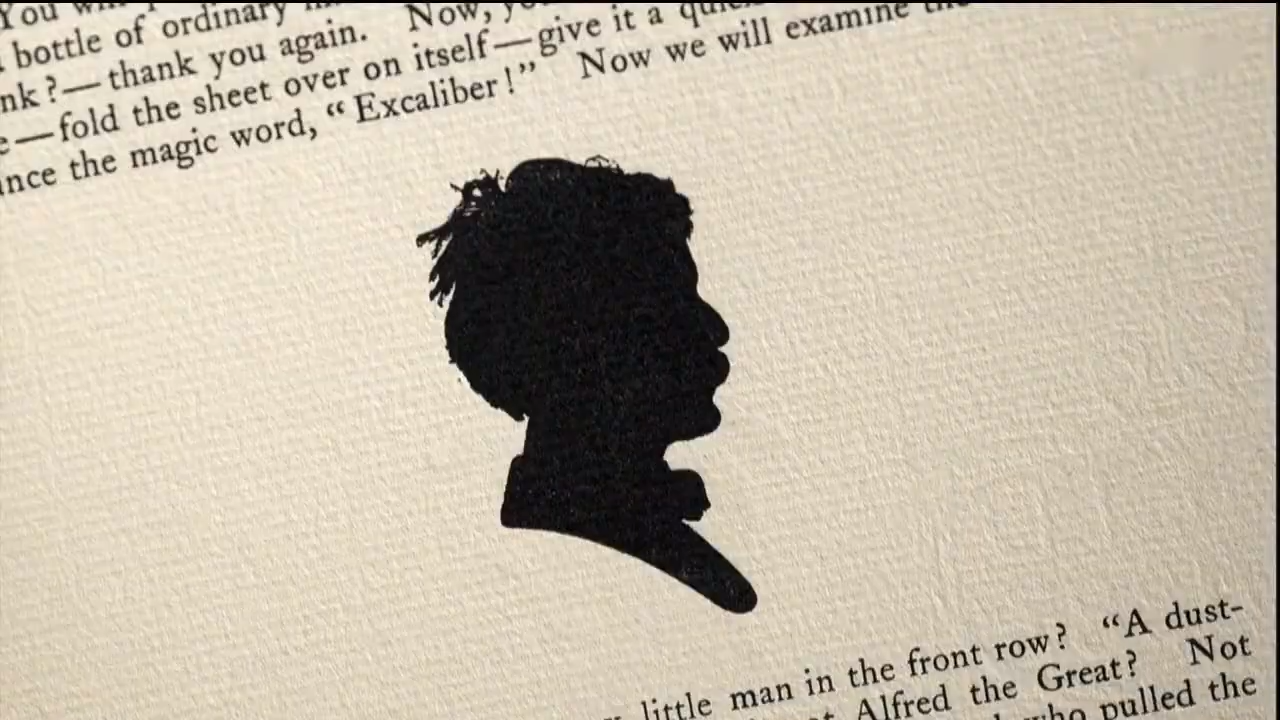 You
bottle of ordinary
nk?—thank you again. Now,
e—fold the sheet over on itself—give it a
ince the magic word, "Excaliber!" Now we will examine
little man in the front row? "A dust-
Alfred the Great? Not
who pulled the